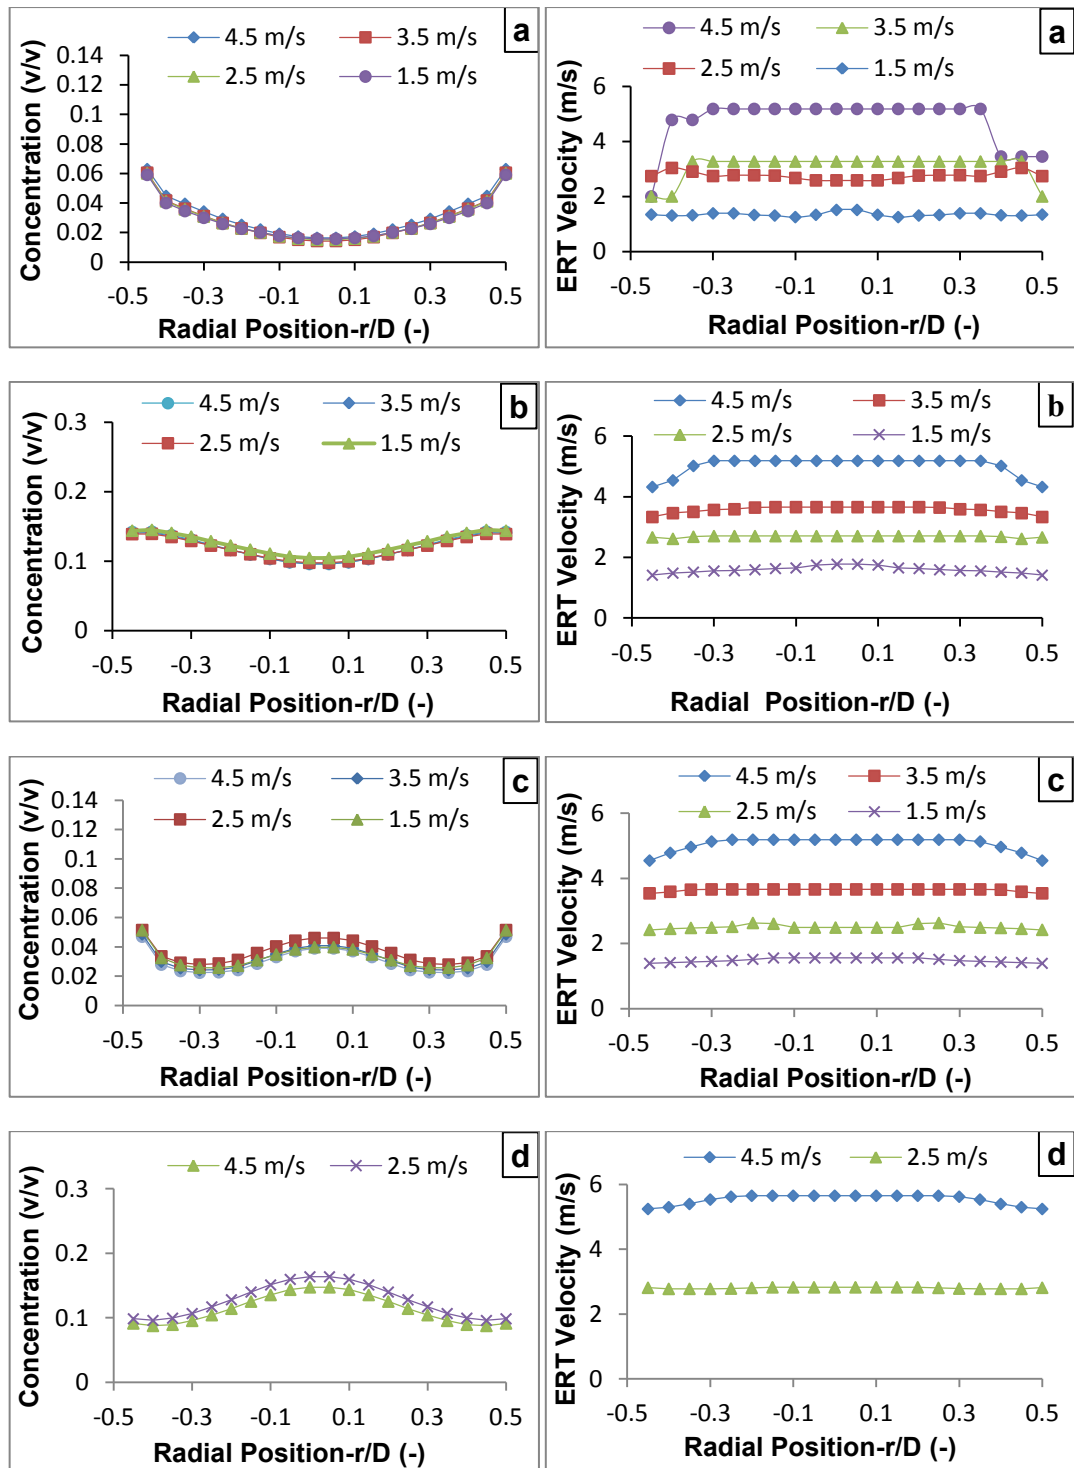 a
4.5 m/s
3.5 m/s
2.5 m/s
1.5 m/s
Concentration (v/v)
0.14
0.12
0.1
0.08
0.06
0.04
0.02
0
-0.5 -0.3 -0.1 0.1 0.3 0.5
Radial Position-r/D (-)
a
4.5 m/s
3.5 m/s
2.5 m/s
1.5 m/s
ERT Velocity (m/s)
6
4
2
0
-0.5 -0.3 -0.1 0.1 0.3 0.5
Radial Position-r/D (-)
b
4.5 m/s
3.5 m/s
2.5 m/s
1.5 m/s
Concentration (v/v)
0.3
0.2
0.1
0
-0.5 -0.3 -0.1 0.1 0.3 0.5
Radial Position-r/D (-)
b
4.5 m/s
3.5 m/s
2.5 m/s
1.5 m/s
ERT Velocity (m/s)
6
4
2
0
-0.5 -0.3 -0.1 0.1 0.3 0.5
Radial Position-r/D (-)
c
4.5 m/s
3.5 m/s
2.5 m/s
1.5 m/s
Concentration (v/v)
0.14
0.12
0.1
0.08
0.06
0.04
0.02
0
-0.5 -0.3 -0.1 0.1 0.3 0.5
Radial Position-r/D (-)
c
4.5 m/s
3.5 m/s
2.5 m/s
1.5 m/s
ERT Velocity (m/s)
6
4
2
0
-0.5 -0.3 -0.1 0.1 0.3 0.5
Radial Position-r/D (-)
d
4.5 m/s
2.5 m/s
Concentration (v/v)
0.3
0.2
0.1
0
-0.5 -0.3 -0.1 0.1 0.3 0.5
Radial Position-r/D (-)
d
4.5 m/s
2.5 m/s
ERT Velocity (m/s)
6
4
2
0
-0.5 -0.3 -0.1 0.1 0.3 0.5
Radial Position-r/D (-)